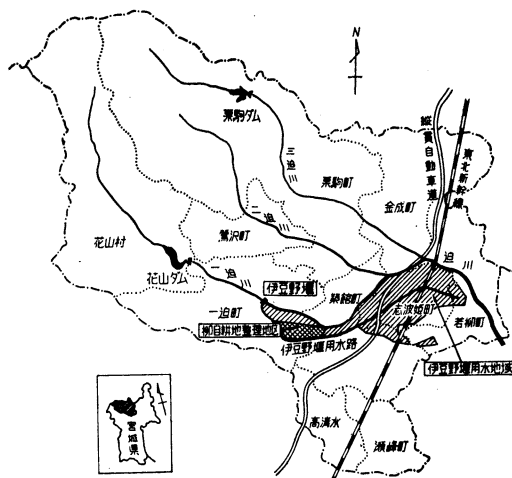 N
栗駒ダム
三迫川
栗駒町
縦貫自動車道
東北新幹線
金成町
二迫川
鶯沢町
花山村
花山ダム
一迫川
伊豆野堰
築館町
迫川
志波姫町
若柳町
一迫町
耕地整理地区
伊豆野堰用水路
伊豆野堰用水地域
高清水
瀬峰町
宮城県